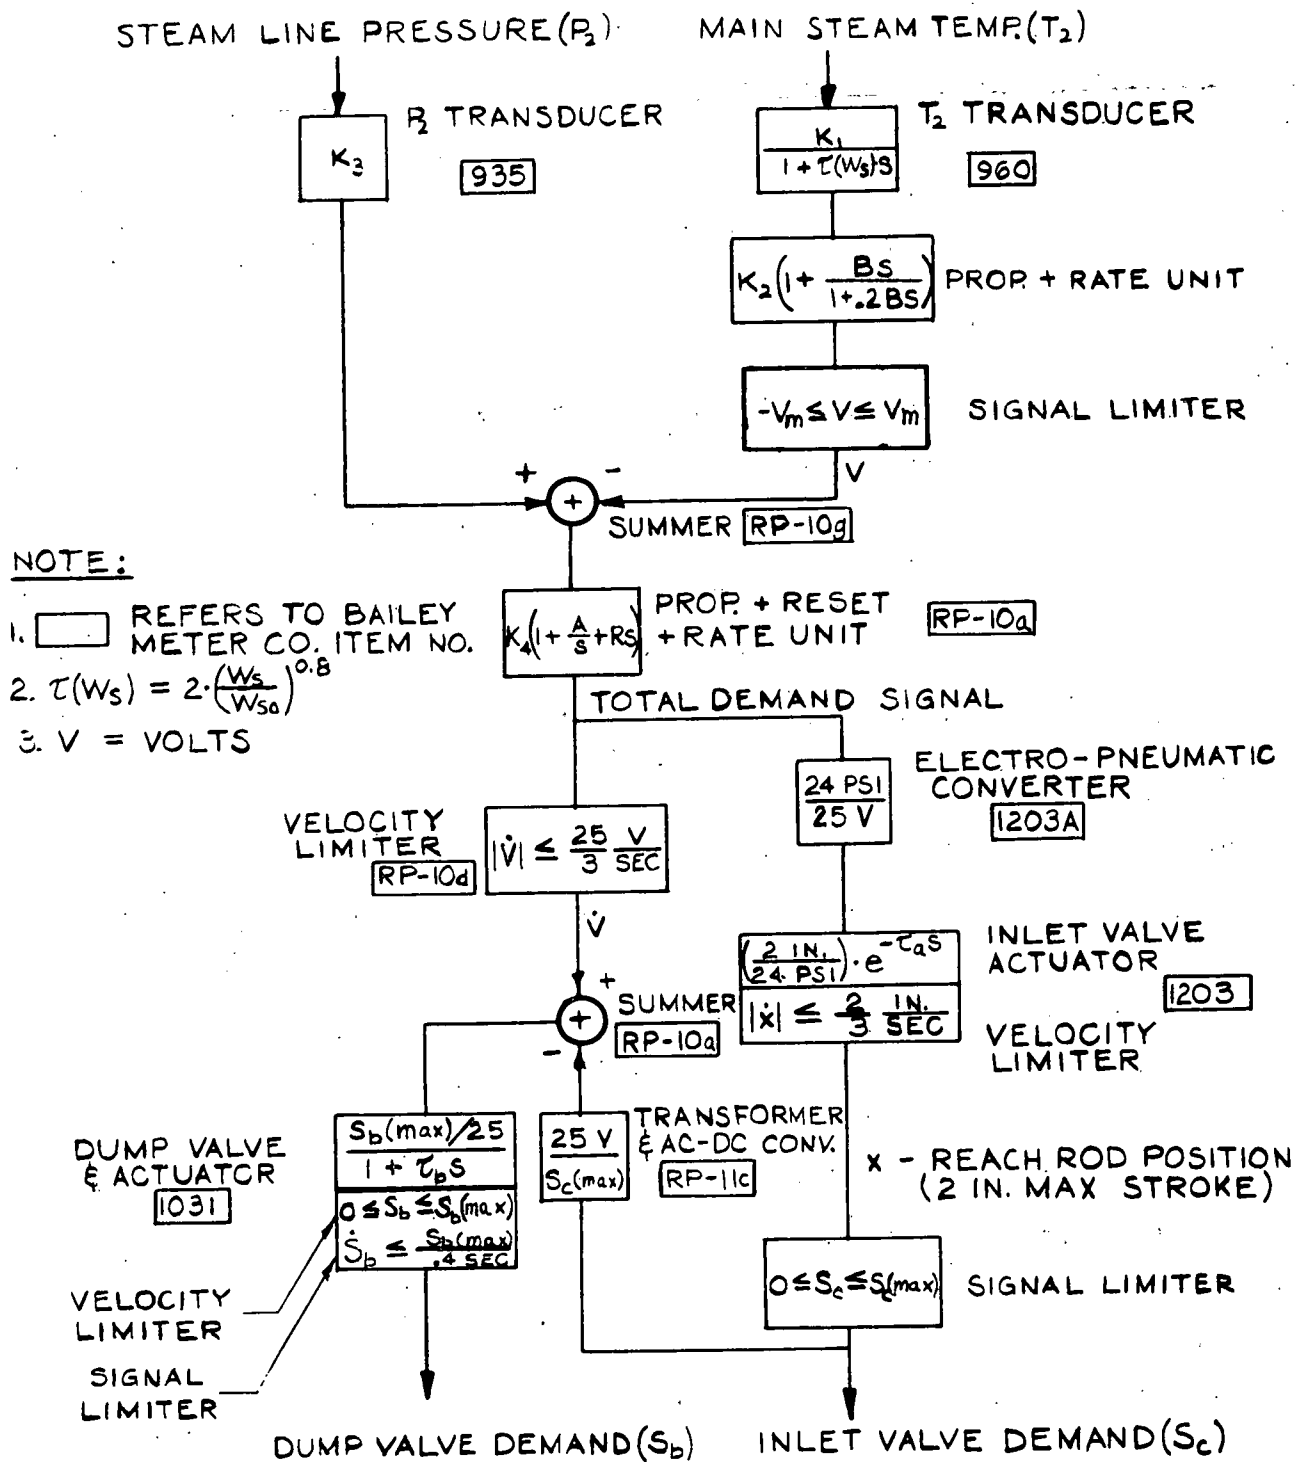 STEAM LINE PRESSURE (P₂)
MAIN STEAM TEMP. (T₂)
P₂ TRANSDUCER
935
K₃
T₂ TRANSDUCER
960
K₁
1 + τ(Ws)S
K₂(1 + BS / 1+.2BS)
PROP. + RATE UNIT
-Vm ≤ V ≤ Vm
SIGNAL LIMITER
V
+
-
+
SUMMER RP-10g
NOTE:
1. REFERS TO BAILEY
METER CO. ITEM NO.
2. τ(Ws) = 2·(Ws/Wso)^0.8
3. V = VOLTS
K₄(1 + A/S + RS)
PROP. + RESET
+ RATE UNIT
RP-10a
TOTAL DEMAND SIGNAL
24 PSI
25 V
ELECTRO-PNEUMATIC
CONVERTER
1203A
VELOCITY
LIMITER
RP-10d
|V̇| ≤ 25/3 V/SEC
V̇
(2 IN./24. PSI)·e^-τaS
|ẋ| ≤ 2/3 IN./SEC
INLET VALVE
ACTUATOR
1203
VELOCITY
LIMITER
+
+
-
SUMMER
RP-10a
DUMP VALVE
& ACTUATOR
1031
Sb(max)/25
1 + τbS
0 ≤ Sb ≤ Sb(max)
Ṡb ≤ Sb(max)/.4 SEC
25 V
Sc(max)
TRANSFORMER
& AC-DC CONV.
RP-11c
x - REACH ROD POSITION
(2 IN. MAX STROKE)
0 ≤ Sc ≤ Sc(max)
SIGNAL LIMITER
VELOCITY
LIMITER
SIGNAL
LIMITER
DUMP VALVE DEMAND (Sb)
INLET VALVE DEMAND (Sc)